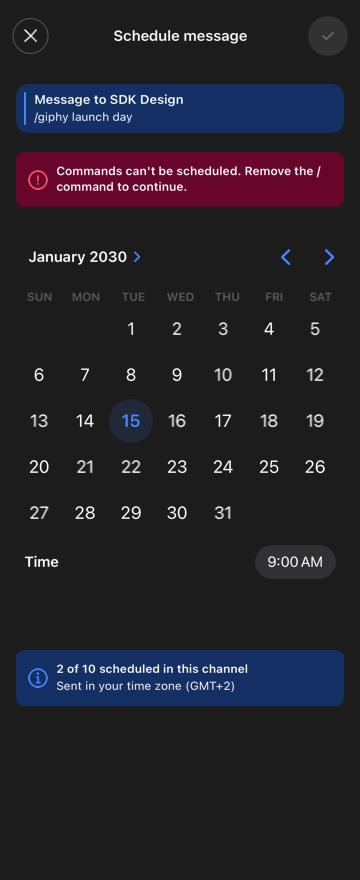 Schedule message
Message to SDK Design
/giphy launch day
Commands can't be scheduled. Remove the /
command to continue.
January 2030
SUN MON TUE WED THU FRI SAT
1 2 3 4 5
6 7 8 9 10 11 12
13 14 15 16 17 18 19
20 21 22 23 24 25 26
27 28 29 30 31
Time 9:00 AM
2 of 10 scheduled in this channel
Sent in your time zone (GMT+2)